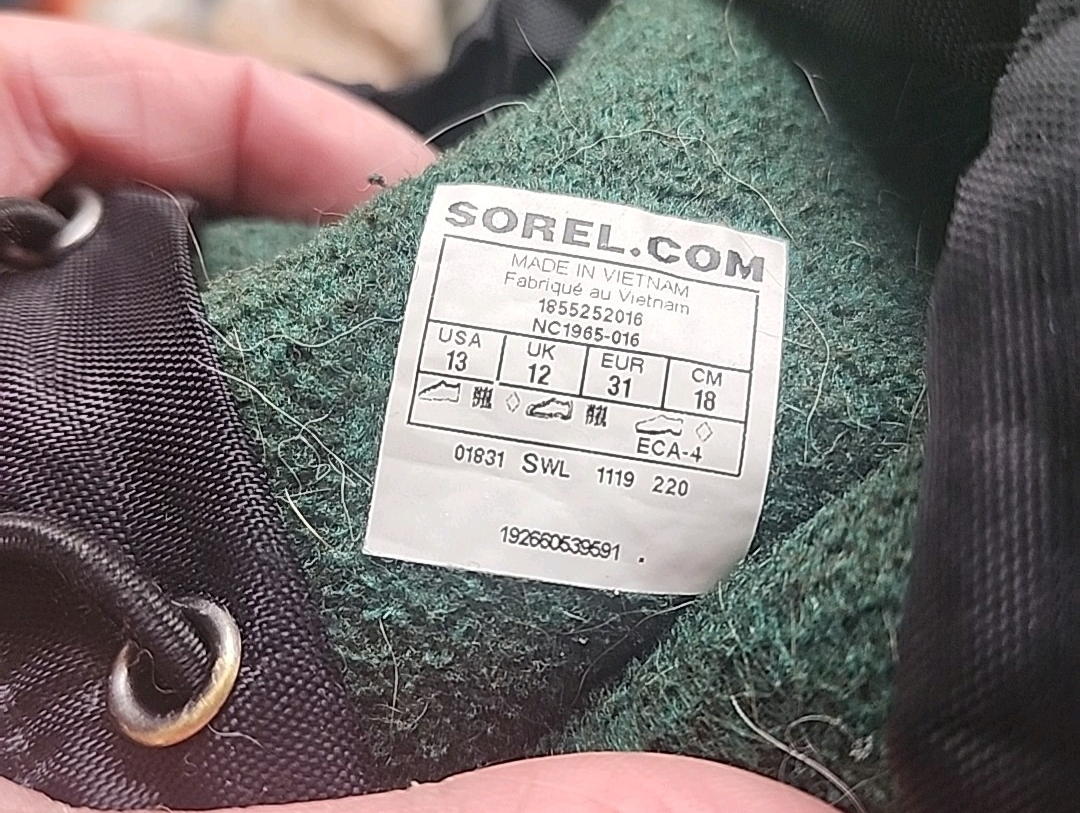 SOREL.COM
MADE IN VIETNAM
Fabriqué au Vietnam
1855252016
NC1965-016
USA UK EUR CM
13 12 31 18
ECA-4
01831 SWL 1119 220
192660539591 .